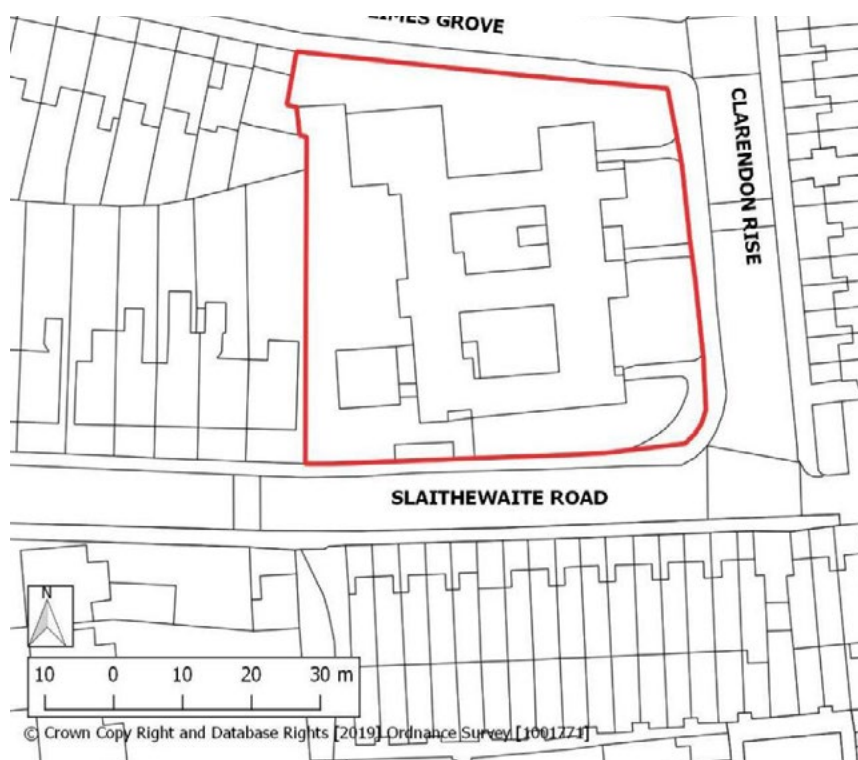 LIMES GROVE
CLARENDON RISE
SLAITHEWAITE ROAD
N
10 0 10 20 30 m
© Crown Copy Right and Database Rights [2019] Ordnance Survey [1001771]